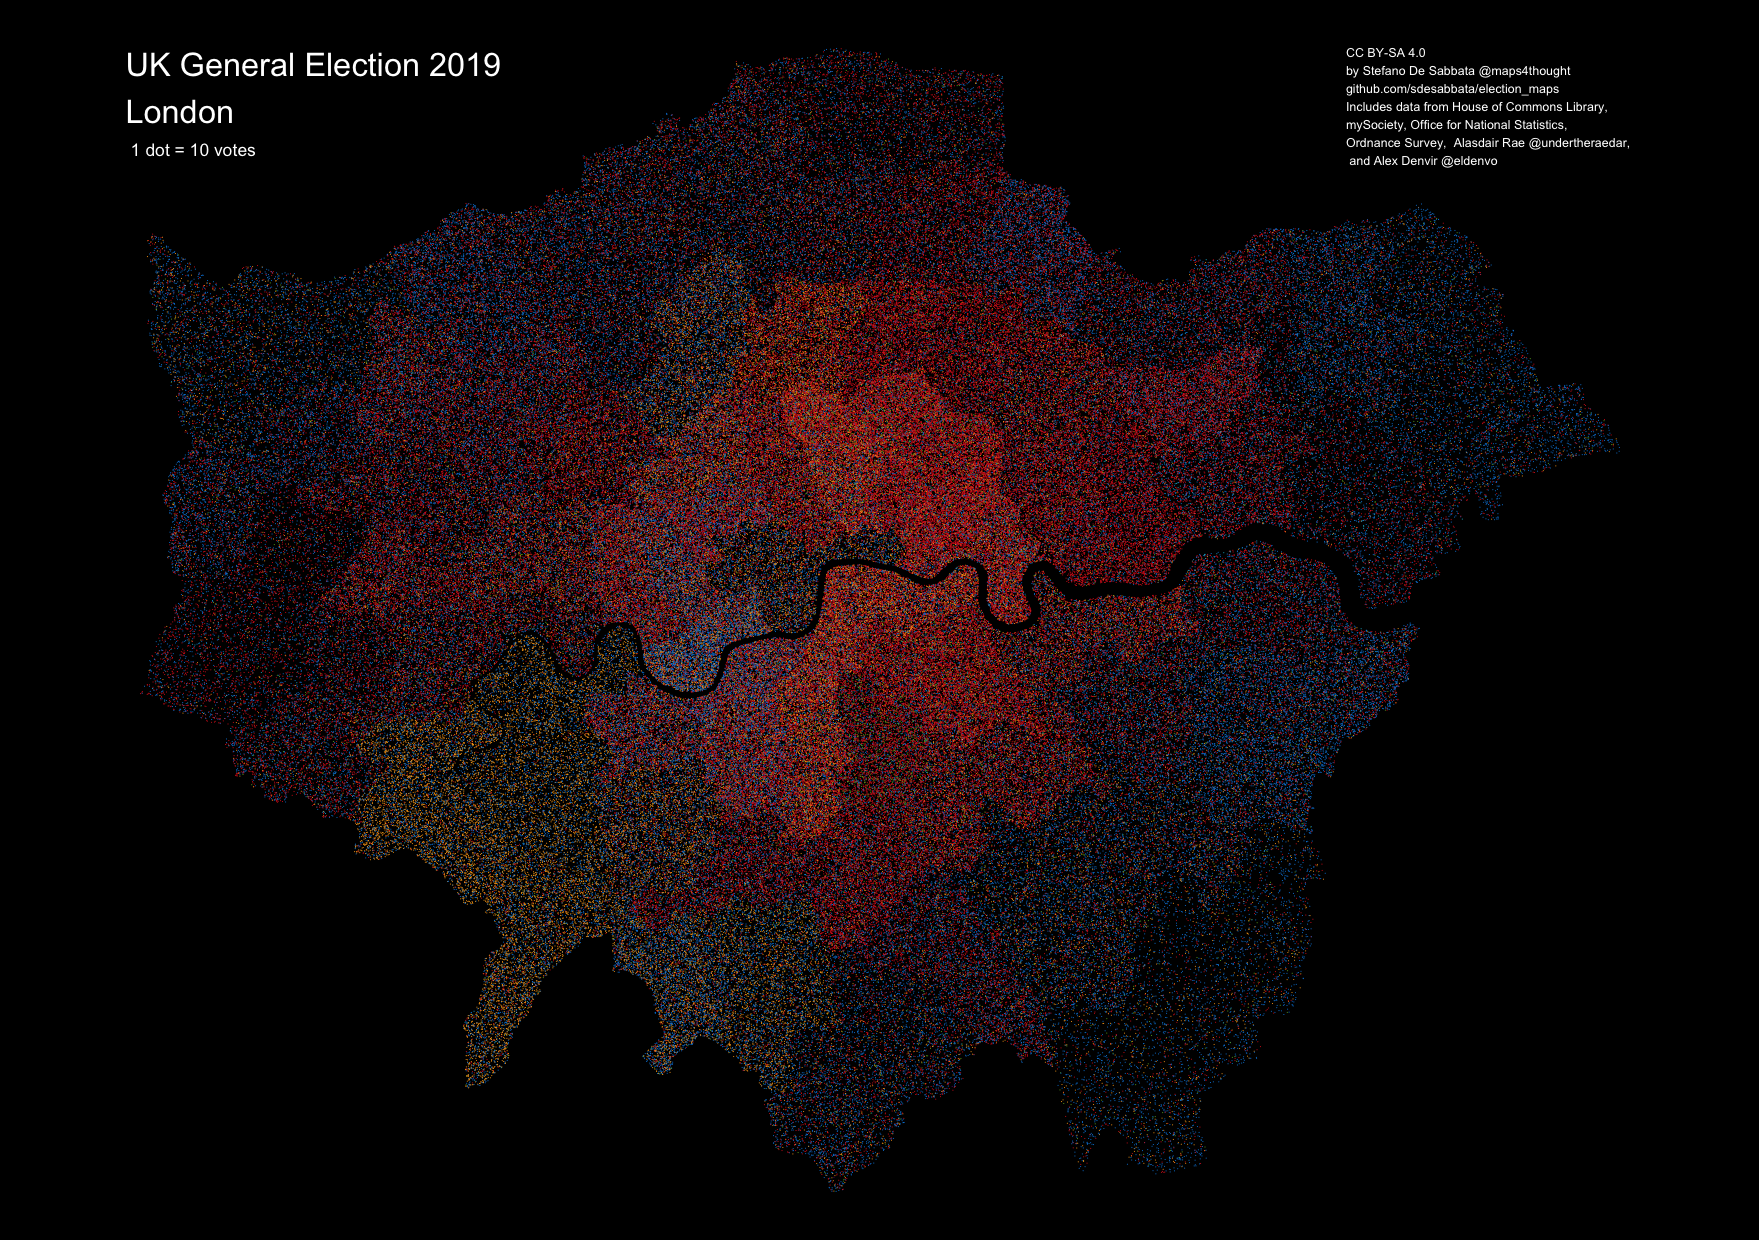 UK General Election 2019
London
1 dot = 10 votes
CC BY-SA 4.0
by Stefano De Sabbata @maps4thought
github.com/sdesabbata/election_maps
Includes data from House of Commons Library,
mySociety, Office for National Statistics,
Ordnance Survey,  Alasdair Rae @undertheraedar,
and Alex Denvir @eldenvo